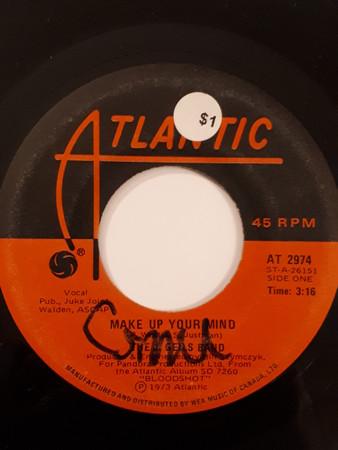 ATLANTIC
$1
45 RPM
AT 2974
ST-A-26151
SIDE ONE
Time: 3:16
Vocal
Pub., Juke Joint
Walden, ASCAP
MAKE UP YOUR MIND
THE J. GEILS BAND
For Pandora Productions Ltd., From
the Atlantic Album SD 7260
"BLOODSHOT"
℗ 1973 Atlantic
MANUFACTURED AND DISTRIBUTED BY WEA MUSIC OF CANADA, LTD.